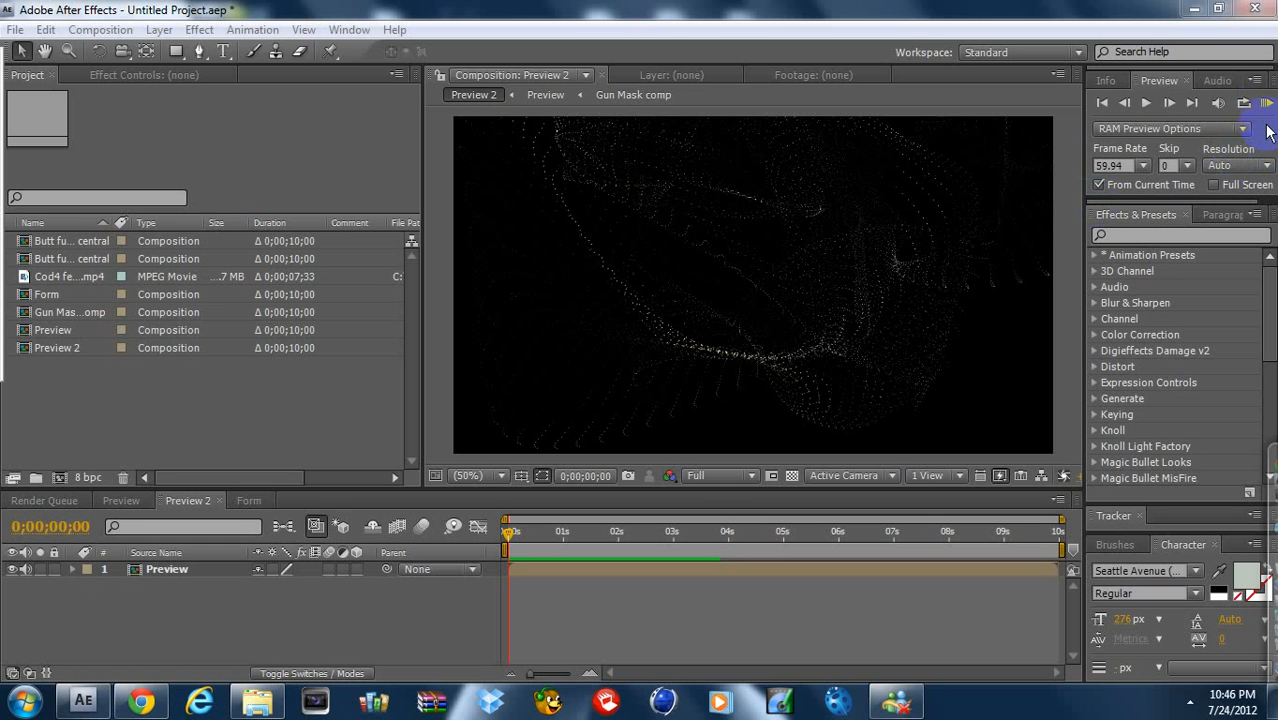 Adobe After Effects - Untitled Project.aep *
File Edit Composition Layer Effect Animation View Window Help
Workspace: Standard Search Help
Project Effect Controls: (none)
Composition: Preview 2 Layer: (none) Footage: (none)
Preview 2 Preview Gun Mask comp
Info Preview Audio
RAM Preview Options
Frame Rate Skip Resolution
59.94 0 Auto
From Current Time Full Screen
Effects & Presets Paragra
* Animation Presets
3D Channel
Audio
Blur & Sharpen
Channel
Color Correction
Digieffects Damage v2
Distort
Expression Controls
Generate
Keying
Knoll
Knoll Light Factory
Magic Bullet Looks
Magic Bullet MisFire
Name Type Size Duration Comment File Pat
Butt fu... central Composition Δ 0;00;10;00
Butt fu... central Composition Δ 0;00;10;00
Cod4 fe....mp4 MPEG Movie ...7 MB Δ 0;00;07;33 C:
Form Composition Δ 0;00;10;00
Gun Mas...omp Composition Δ 0;00;10;00
Preview Composition Δ 0;00;10;00
Preview 2 Composition Δ 0;00;10;00
8 bpc
(50%) 0;00;00;00 Full Active Camera 1 View
Render Queue Preview Preview 2 Form
0;00;00;00
00s 01s 02s 03s 04s 05s 06s 07s 08s 09s 10s
# Source Name Parent
1 Preview None
Toggle Switches / Modes
Tracker
Brushes Character
Seattle Avenue (...
Regular
T 276 px Auto
AV Metrics AV 0
- px
AE
10:46 PM
7/24/2012